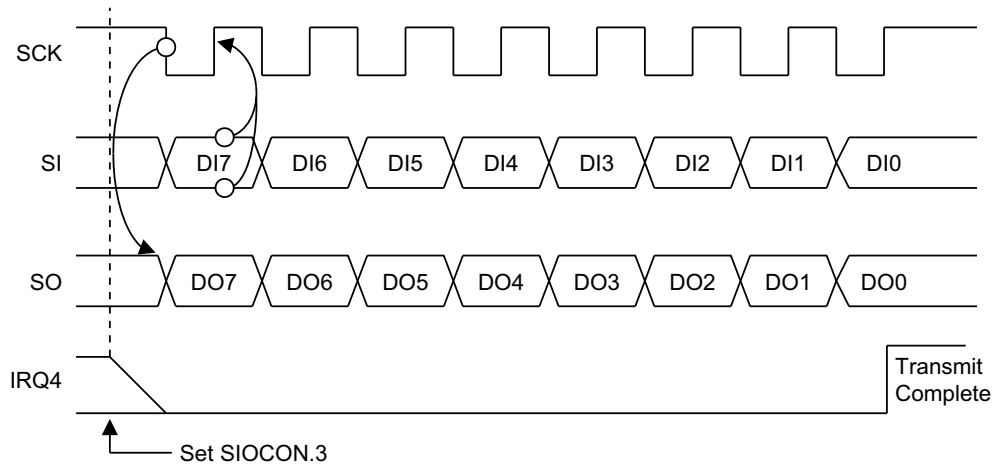 SCK
SI DI7 DI6 DI5 DI4 DI3 DI2 DI1 DI0
SO DO7 DO6 DO5 DO4 DO3 DO2 DO1 DO0
IRQ4
Transmit
Complete
Set SIOCON.3